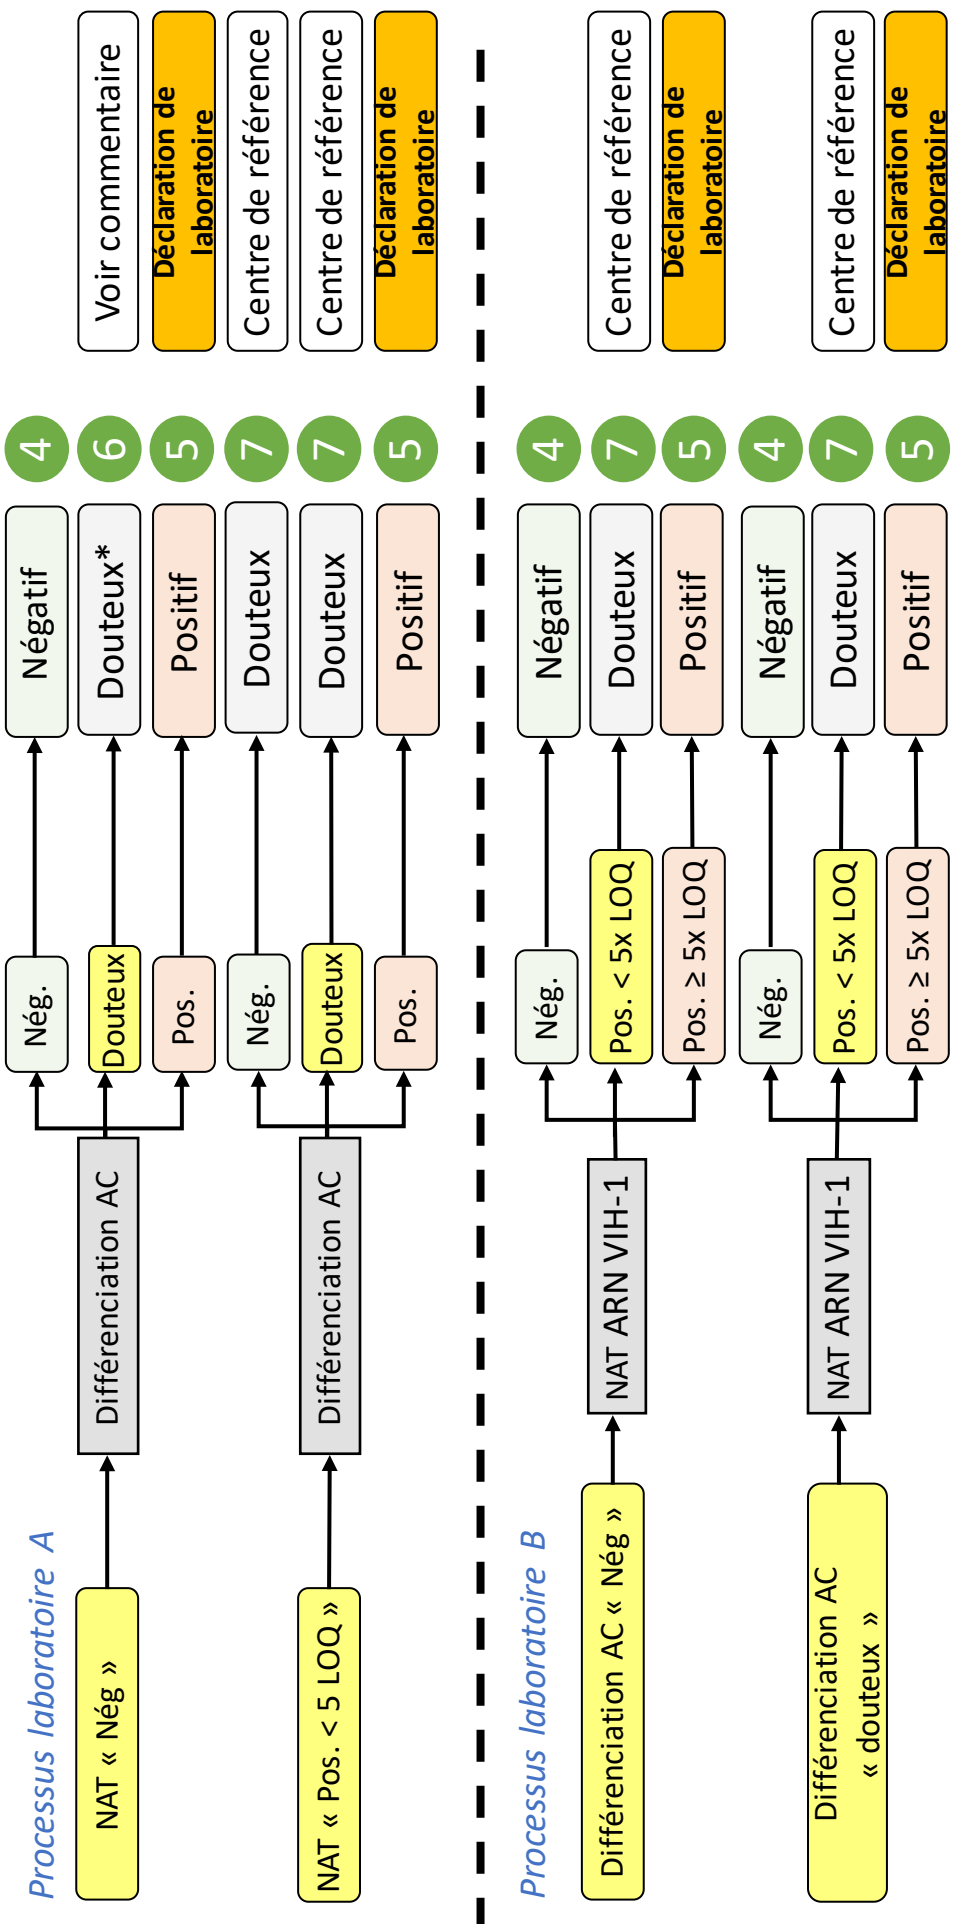 Processus laboratoire A
NAT « Nég »
Différenciation AC
Nég.
Négatif
4
Douteux
Douteux*
6
Voir commentaire
Pos.
Positif
5
Déclaration de
laboratoire
NAT « Pos. < 5 LOQ »
Différenciation AC
Nég.
Douteux
7
Centre de référence
Douteux
Douteux
7
Centre de référence
Pos.
Positif
5
Déclaration de
laboratoire
Processus laboratoire B
Différenciation AC « Nég »
NAT ARN VIH-1
Nég.
Négatif
4
Pos. < 5x LOQ
Douteux
7
Centre de référence
Pos. ≥ 5x LOQ
Positif
5
Déclaration de
laboratoire
Différenciation AC
« douteux »
NAT ARN VIH-1
Nég.
Négatif
4
Pos. < 5x LOQ
Douteux
7
Centre de référence
Pos. ≥ 5x LOQ
Positif
5
Déclaration de
laboratoire